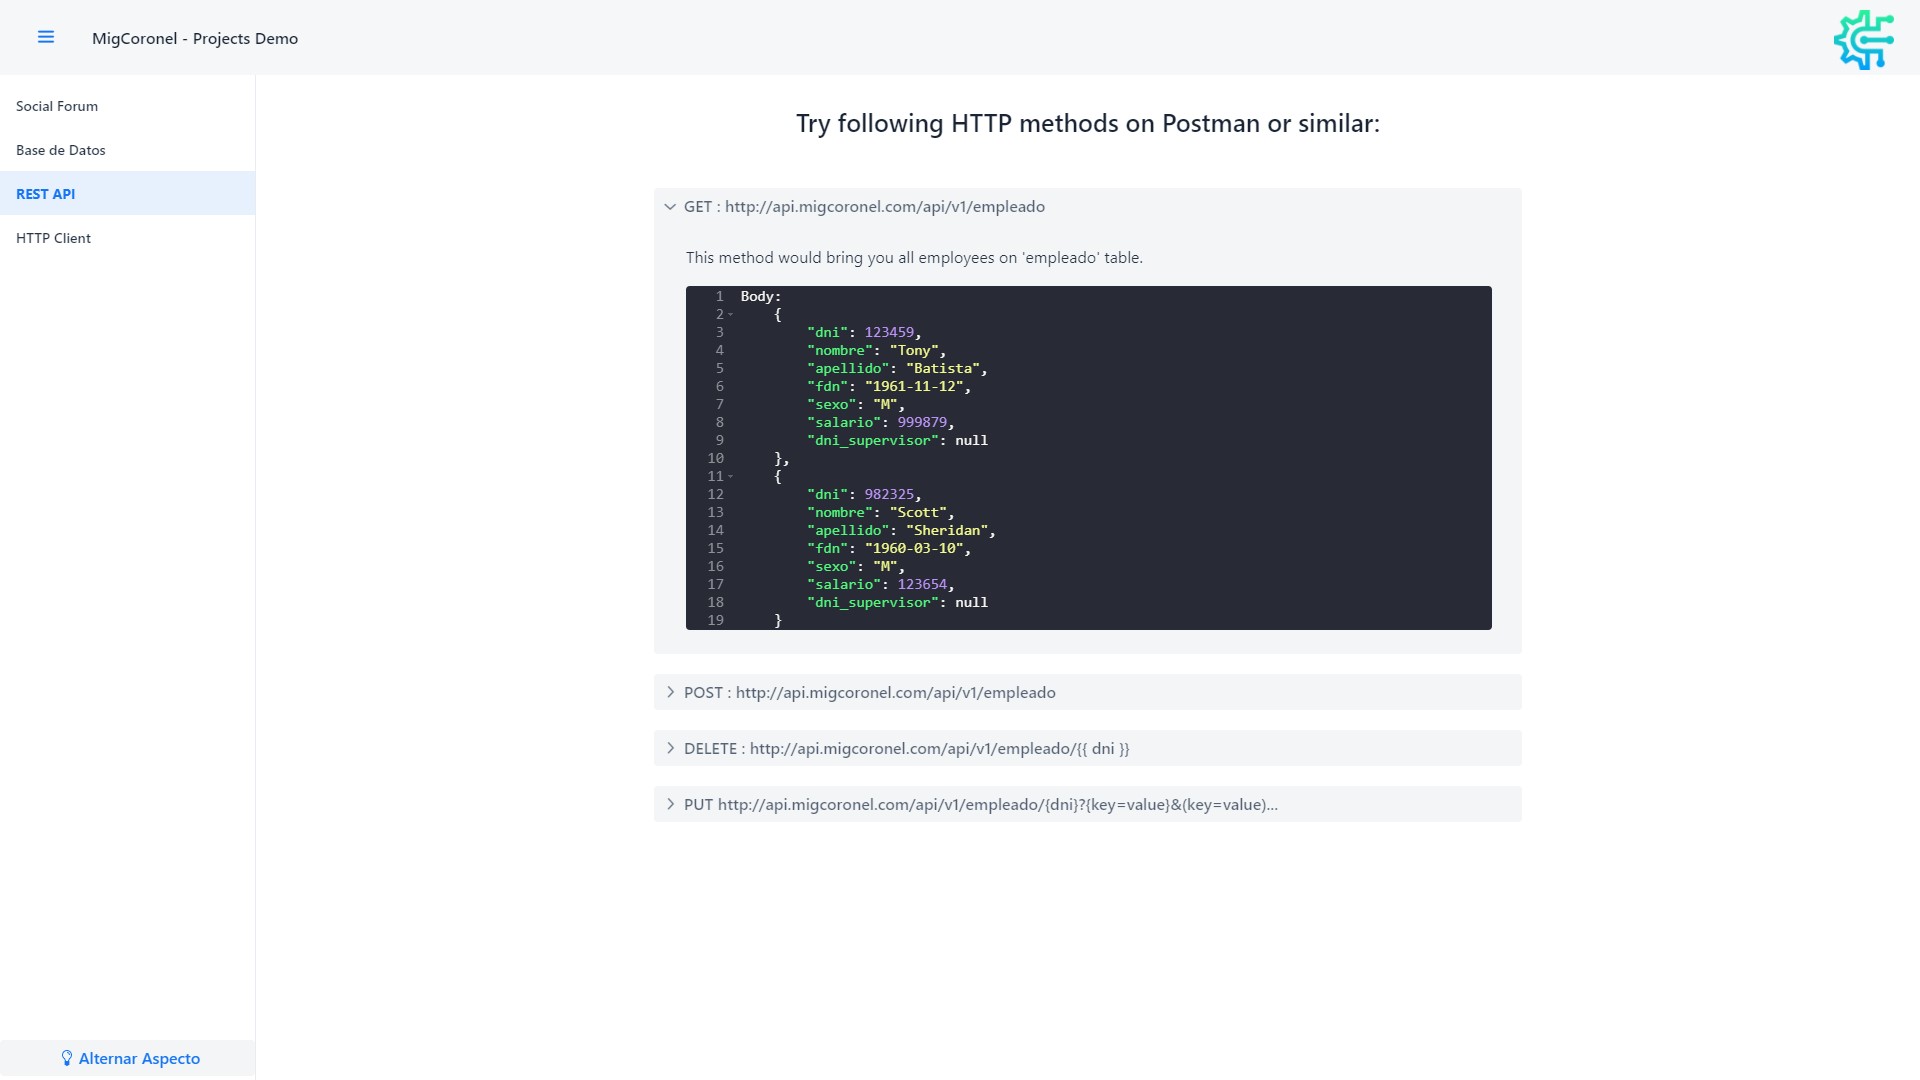 MigCoronel - Projects Demo
Social Forum
Base de Datos
REST API
HTTP Client
Alternar Aspecto
Try following HTTP methods on Postman or similar:
GET : http://api.migcoronel.com/api/v1/empleado
This method would bring you all employees on 'empleado' table.
1 Body:
2 {
3 "dni": 123459,
4 "nombre": "Tony",
5 "apellido": "Batista",
6 "fdn": "1961-11-12",
7 "sexo": "M",
8 "salario": 999879,
9 "dni_supervisor": null
10 },
11 {
12 "dni": 982325,
13 "nombre": "Scott",
14 "apellido": "Sheridan",
15 "fdn": "1960-03-10",
16 "sexo": "M",
17 "salario": 123654,
18 "dni_supervisor": null
19 }
POST : http://api.migcoronel.com/api/v1/empleado
DELETE : http://api.migcoronel.com/api/v1/empleado/{{ dni }}
PUT http://api.migcoronel.com/api/v1/empleado/{dni}?{key=value}&(key=value)...